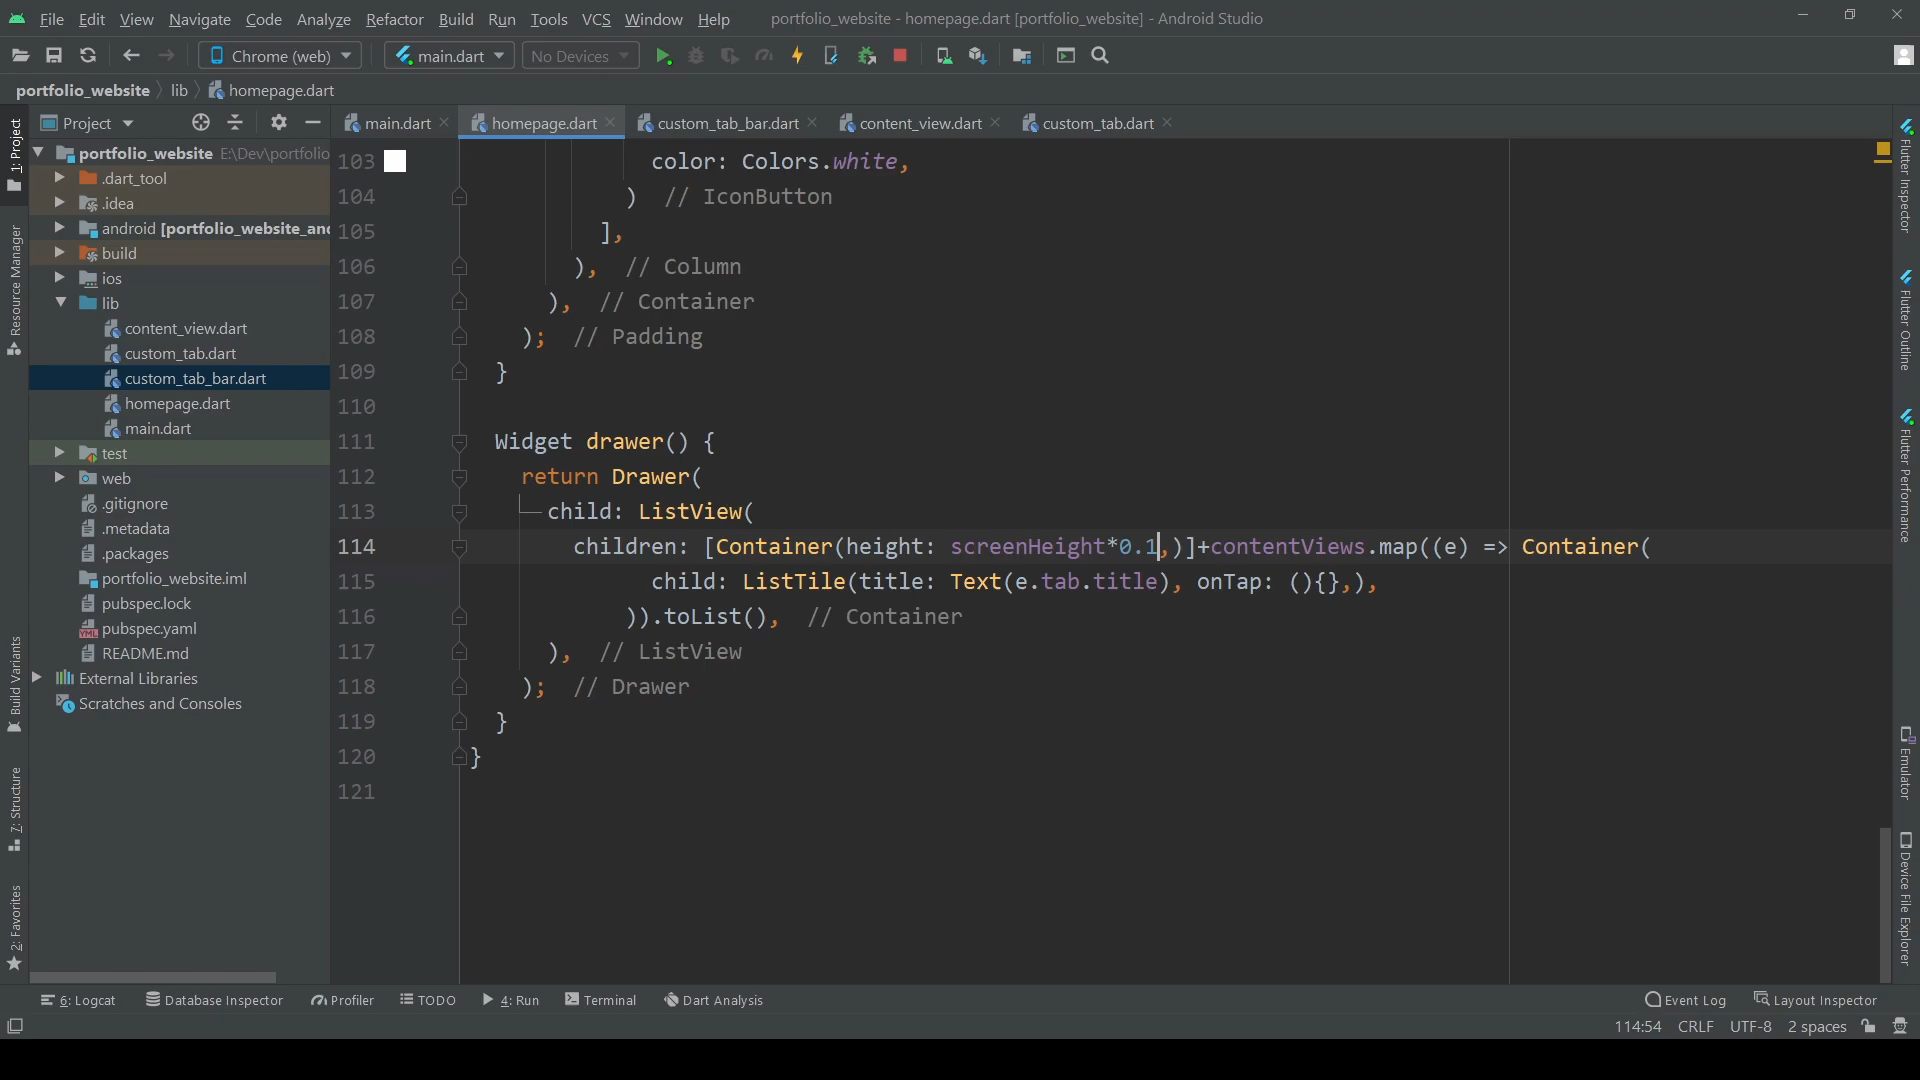 File Edit View Navigate Code Analyze Refactor Build Run Tools VCS Window Help portfolio_website - homepage.dart [portfolio_website] - Android Studio
Chrome (web) main.dart No Devices
portfolio_website lib homepage.dart
Project main.dart homepage.dart custom_tab_bar.dart content_view.dart custom_tab.dart
portfolio_website E:\Dev\portfolio
.dart_tool
.idea
android [portfolio_website_and
build
ios
lib
content_view.dart
custom_tab.dart
custom_tab_bar.dart
homepage.dart
main.dart
test
web
.gitignore
.metadata
.packages
portfolio_website.iml
pubspec.lock
pubspec.yaml
README.md
External Libraries
Scratches and Consoles
1: Project
Resource Manager
Build Variants
7: Structure
2: Favorites
103 color: Colors.white,
104 ) // IconButton
105 ],
106 ), // Column
107 ), // Container
108 ); // Padding
109 }
110
111 Widget drawer() {
112 return Drawer(
113 child: ListView(
114 children: [Container(height: screenHeight*0.1,)]+contentViews.map((e) => Container(
115 child: ListTile(title: Text(e.tab.title), onTap: (){},),
116 )).toList(), // Container
117 ), // ListView
118 ); // Drawer
119 }
120 }
121
Flutter Inspector
Flutter Outline
Flutter Performance
Emulator
Device File Explorer
6: Logcat Database Inspector Profiler TODO 4: Run Terminal Dart Analysis Event Log Layout Inspector
114:54 CRLF UTF-8 2 spaces